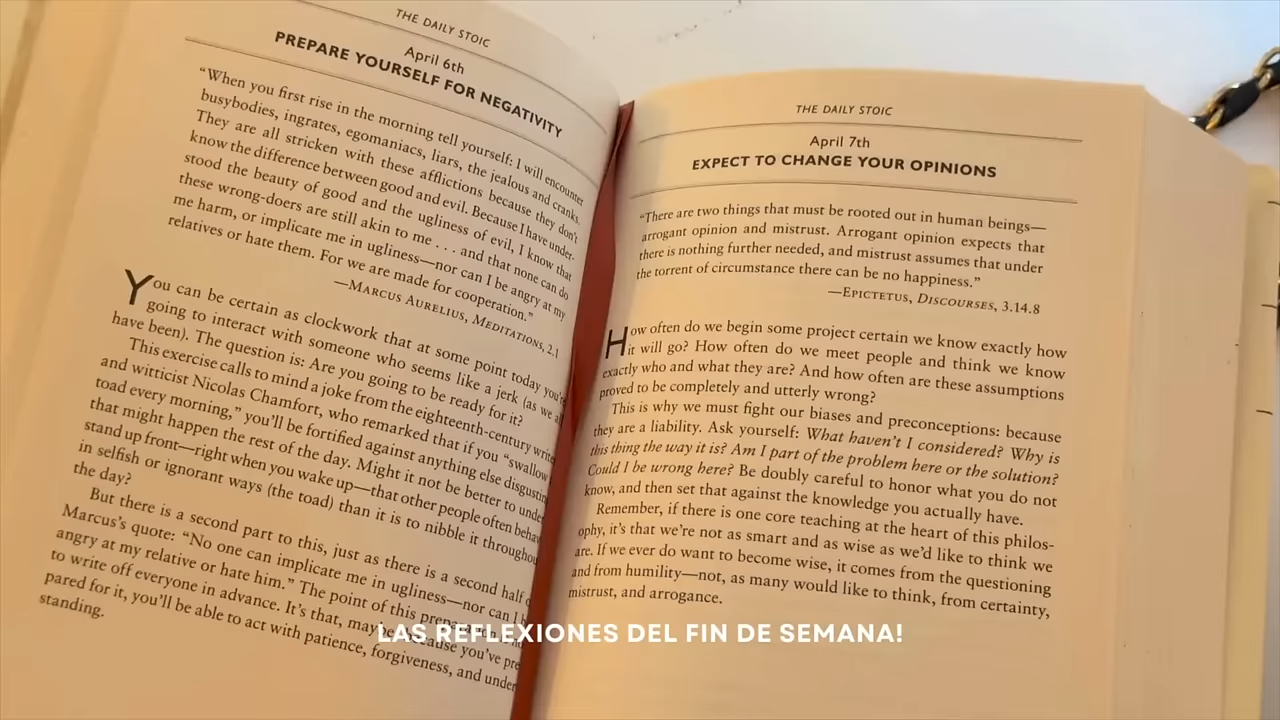 THE DAILY STOIC
April 6th
PREPARE YOURSELF FOR NEGATIVITY
“When you first rise in the morning tell yourself: I will encounter
busybodies, ingrates, egomaniacs, liars, the jealous and cranks.
They are all stricken with these afflictions because they don’t
know the difference between good and evil. Because I have under-
stood the beauty of good and the ugliness of evil, I know that
these wrong-doers are still akin to me . . . and that none can do
me harm, or implicate me in ugliness—nor can I be angry at my
relatives or hate them. For we are made for cooperation.”
—MARCUS AURELIUS, MEDITATIONS, 2.1
You can be certain as clockwork that at some point today you’re
going to interact with someone who seems like a jerk (as we all
have been). The question is: Are you going to be ready for it?
This exercise calls to mind a joke from the eighteenth-century
and witticist Nicolas Chamfort, who remarked that if you “swallow
toad every morning,” you’ll be fortified against anything else
that might happen the rest of the day. Might it not be better to
stand up front—right when you wake up—that other people often
in selfish or ignorant ways (the toad) than it is to nibble it
the day?
But there is a second part to this, just as there is a second half
Marcus’s quote: “No one can implicate me in ugliness—nor can I
angry at my relative or hate him.” The point of this
to write off everyone in advance. It’s that, maybe, because you’ve pre
pared for it, you’ll be able to act with patience, forgiveness, and under
standing.
THE DAILY STOIC
April 7th
EXPECT TO CHANGE YOUR OPINIONS
“There are two things that must be rooted out in human beings—
arrogant opinion and mistrust. Arrogant opinion expects that
there is nothing further needed, and mistrust assumes that under
the torrent of circumstance there can be no happiness.”
—EPICTETUS, DISCOURSES, 3.14.8
How often do we begin some project certain we know exactly how
it will go? How often do we meet people and think we know
exactly who and what they are? And how often are these assumptions
proved to be completely and utterly wrong?
This is why we must fight our biases and preconceptions: because
they are a liability. Ask yourself: What haven’t I considered? Why is
this thing the way it is? Am I part of the problem here or the solution?
Could I be wrong here? Be doubly careful to honor what you do not
know, and then set that against the knowledge you actually have.
Remember, if there is one core teaching at the heart of this philos-
ophy, it’s that we’re not as smart and as wise as we’d like to think we
are. If we ever do want to become wise, it comes from the questioning
and from humility—not, as many would like to think, from certainty,
mistrust, and arrogance.
LAS REFLEXIONES DEL FIN DE SEMANA!